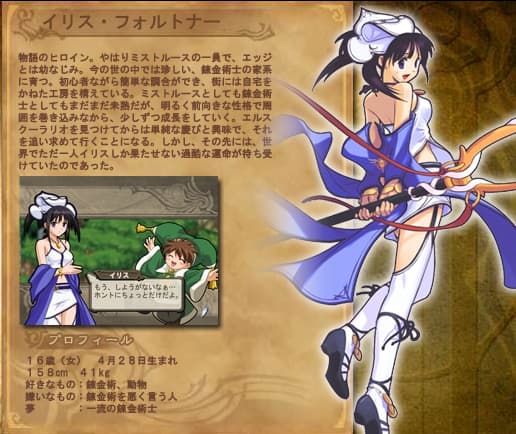 イリス・フォルトナー
物語のヒロイン。やはりミストルースの一員で、エッジ
とは幼なじみ。今の世の中では珍しい、錬金術士の家系
に育つ。初心者ながら簡単な調合ができ、街には自宅を
かねた工房を構えている。ミストルースとしても錬金術
士としてもまだまだ未熟だが、明るく前向きな性格で周
囲を巻き込みながら、少しずつ成長をしていく。エルス
クーラリオを見つけてからは単純な慶びと興味で、それ
を追い求めて行くことになる。しかし、その先には、世
界でただ一人イリスしか果たせない過酷な運命が待ち受
けていたのであった。
イリス
もう、しようがないなぁ…
ホントにちょっとだけだよ。
プロフィール
16歳（女） 4月28日生まれ
158cm 41kg
好きなもの：錬金術、動物
嫌いなもの：錬金術を悪く言う人
夢 ：一流の錬金術士